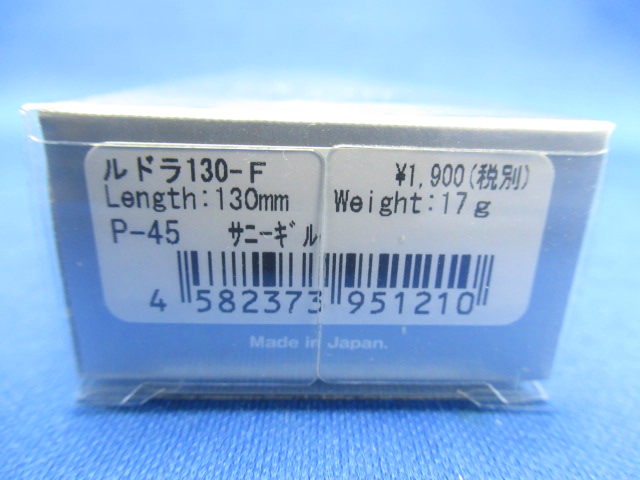 ルドラ130-F ¥1,900(税別)
Length:130mm Weight:17g
P-45 サニーギル
4 582373 951210
Made in Japan.